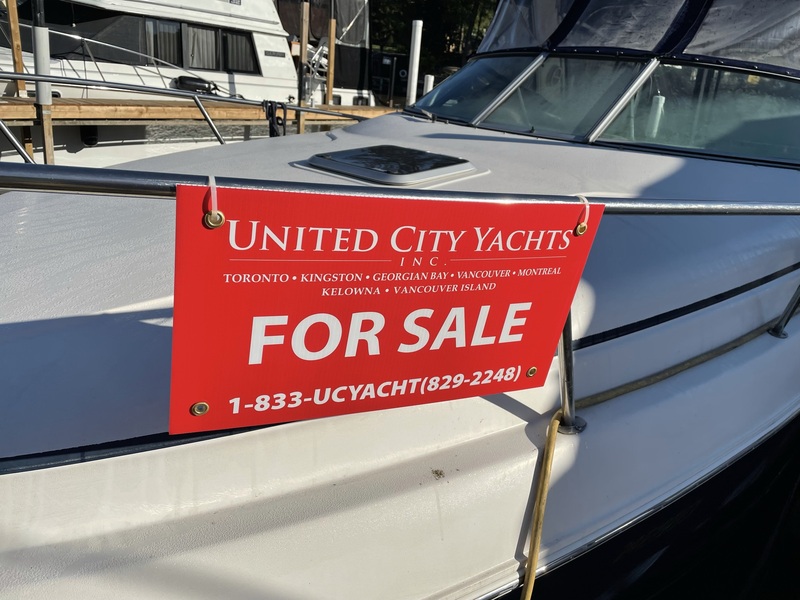 UNITED CITY YACHTS
INC.
TORONTO • KINGSTON • GEORGIAN BAY • VANCOUVER • MONTREAL
KELOWNA • VANCOUVER ISLAND
FOR SALE
1-833-UCYACHT(829-2248)